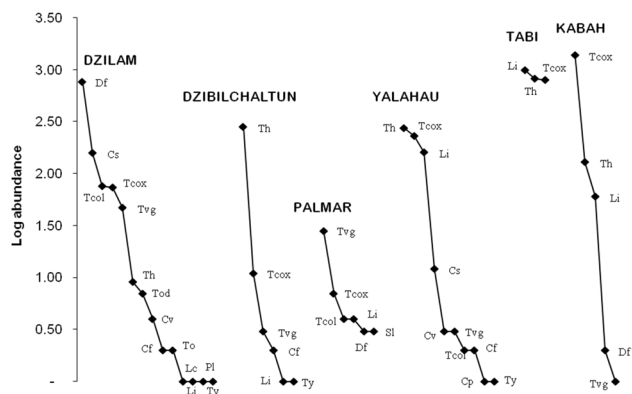 Log abundance
3.50
3.00
2.50
2.00
1.50
1.00
0.50
-
DZILAM
Df
Cs
Tcol
Tcox
Tvg
Th
Tod
Cv
Cf
To
Lc
Pl
Li
Ty
DZIBILCHALTUN
Th
Tcox
Tvg
Cf
Li
Ty
PALMAR
Tvg
Tcox
Tcol
Li
Df
Sl
YALAHAU
Th
Tcox
Li
Cs
Cv
Tvg
Tcol
Cf
Cp
Ty
TABI
Li
Tcox
Th
KABAH
Tcox
Th
Li
Df
Tvg